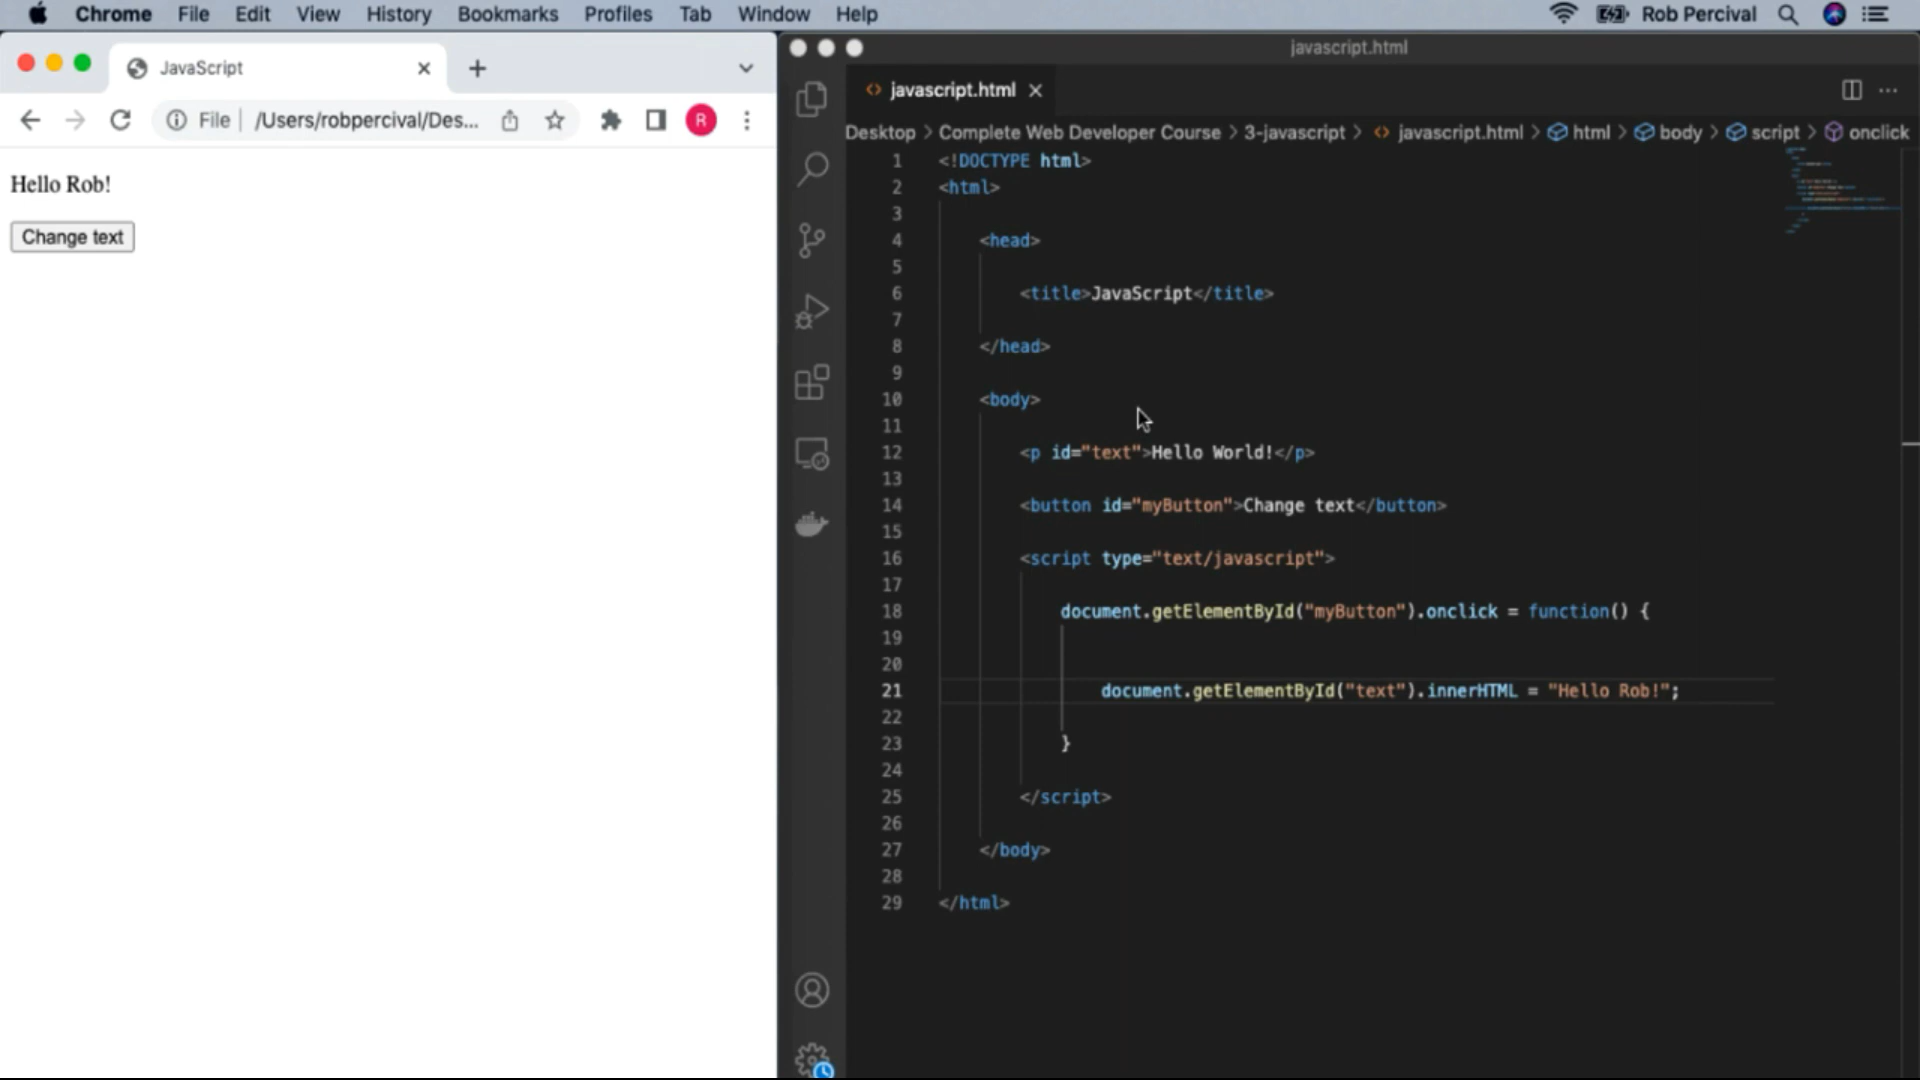 Chrome File Edit View History Bookmarks Profiles Tab Window Help Rob Percival
JavaScript
File /Users/robpercival/Des... R
Hello Rob!
Change text
javascript.html
javascript.html
Desktop > Complete Web Developer Course > 3-javascript > javascript.html > html > body > script > onclick
1 <!DOCTYPE html>
2 <html>
3
4 <head>
5
6 <title>JavaScript</title>
7
8 </head>
9
10 <body>
11
12 <p id="text">Hello World!</p>
13
14 <button id="myButton">Change text</button>
15
16 <script type="text/javascript">
17
18 document.getElementById("myButton").onclick = function() {
19
20
21 document.getElementById("text").innerHTML = "Hello Rob!";
22
23 }
24
25 </script>
26
27 </body>
28
29 </html>